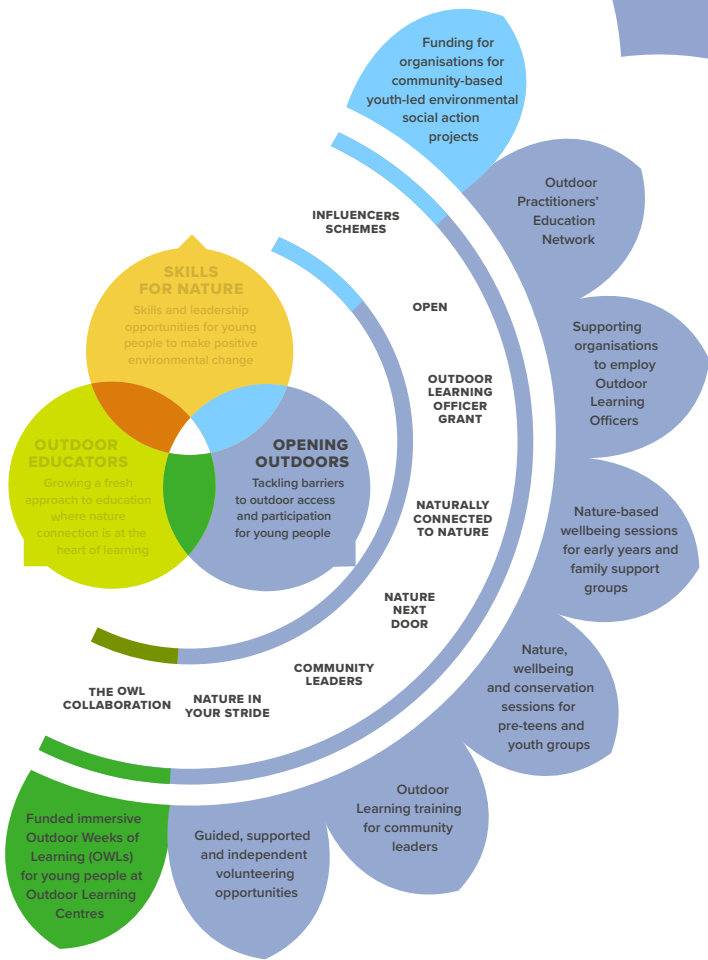 Funding for
organisations for
community-based
youth-led environmental
social action
projects
Outdoor
Practitioners'
Education
Network
INFLUENCERS
SCHEMES
SKILLS
FOR NATURE
Skills and leadership
opportunities for young
people to make positive
environmental change
OPEN
Supporting
organisations
to employ
Outdoor
Learning
Officers
OUTDOOR
LEARNING
OFFICER
GRANT
OUTDOOR
EDUCATORS
Growing a fresh
approach to education
where nature
connection is at the
heart of learning
OPENING
OUTDOORS
Tackling barriers
to outdoor access
and participation
for young people
NATURALLY
CONNECTED
TO NATURE
Nature-based
wellbeing sessions
for early years and
family support
groups
NATURE
NEXT
DOOR
Nature,
wellbeing
and conservation
sessions for
pre-teens and
youth groups
COMMUNITY
LEADERS
THE OWL
COLLABORATION
NATURE IN
YOUR STRIDE
Outdoor
Learning training
for community
leaders
Funded immersive
Outdoor Weeks of
Learning (OWLs)
for young people at
Outdoor Learning
Centres
Guided, supported
and independent
volunteering
opportunities